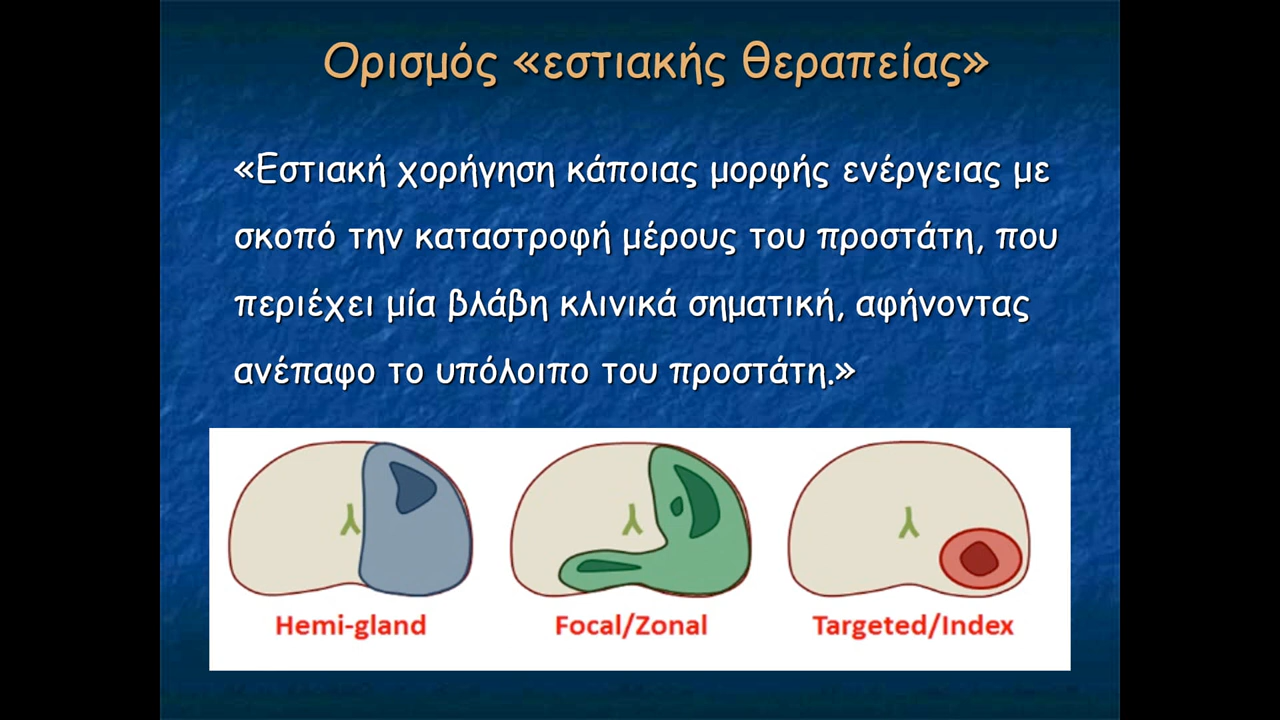 Ορισμός «εστιακής θεραπείας»
«Εστιακή χορήγηση κάποιας μορφής ενέργειας με
σκοπό την καταστροφή μέρους του προστάτη, που
περιέχει μία βλάβη κλινικά σηματική, αφήνοντας
ανέπαφο το υπόλοιπο του προστάτη.»
Hemi-gland
Focal/Zonal
Targeted/Index